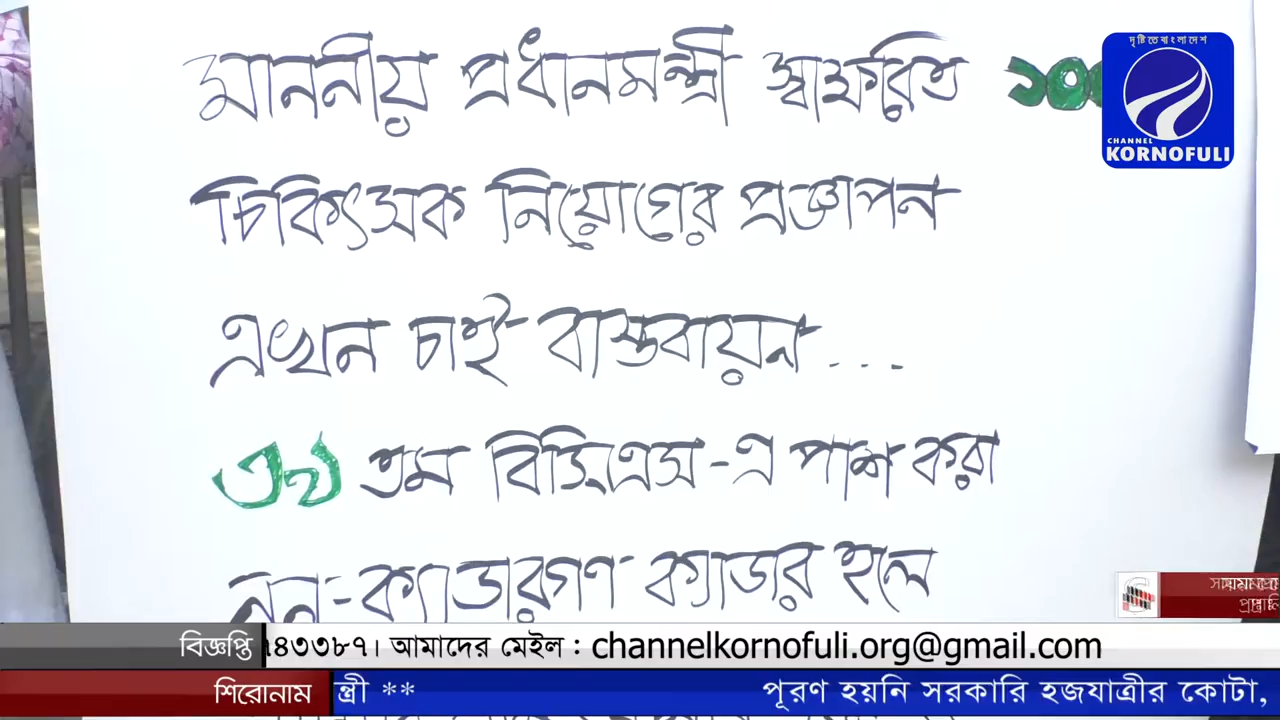 মাননীয় প্রধানমন্ত্রী স্বাক্ষরিত
চিকিৎসক নিয়োগের প্রজ্ঞাপন
এখন চাই বাস্তবায়ন...
৩৯ তম বিসিএস-এ পাশ করা
নন-ক্যাডারগণ ক্যাডার হলে
দৃষ্টিতে বাংলাদেশ
CHANNEL
KORNOFULI
বিজ্ঞপ্তি ৪৩৩৮৭। আমাদের মেইল : channelkornofuli.org@gmail.com
শিরোনাম ন্ত্রী ** পূরণ হয়নি সরকারি হজযাত্রীর কোটা,